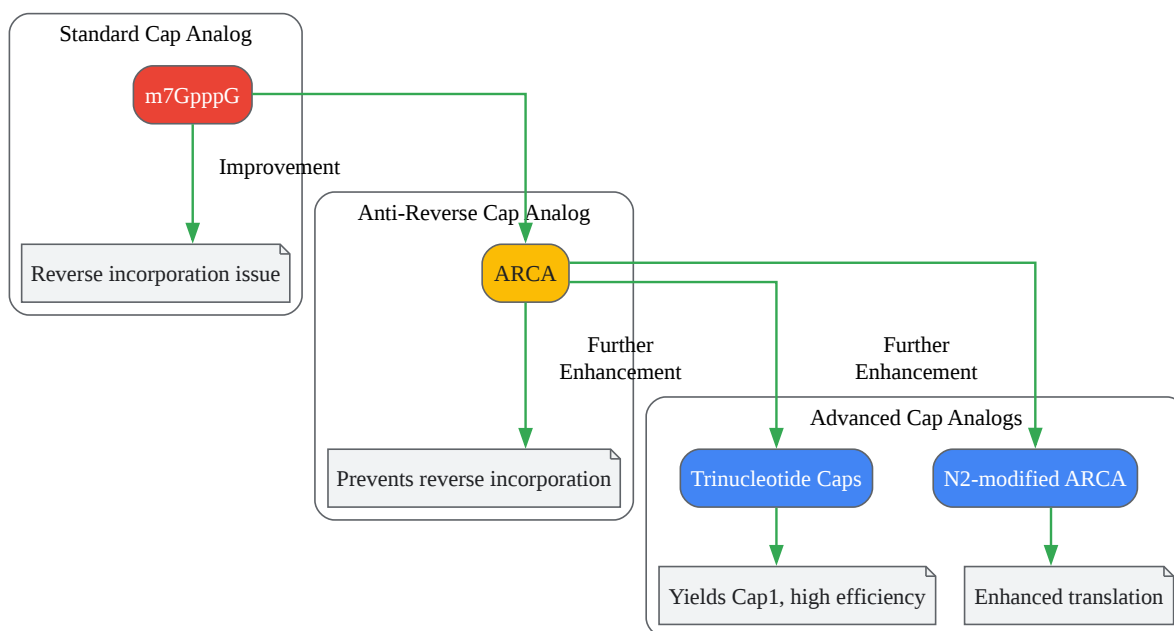 Standard Cap Analog
m7GpppG
Improvement
Reverse incorporation issue
Anti-Reverse Cap Analog
ARCA
Further
Enhancement
Prevents reverse incorporation
Further
Enhancement
Advanced Cap Analogs
Trinucleotide Caps
N2-modified ARCA
Yields Cap1, high efficiency
Enhanced translation